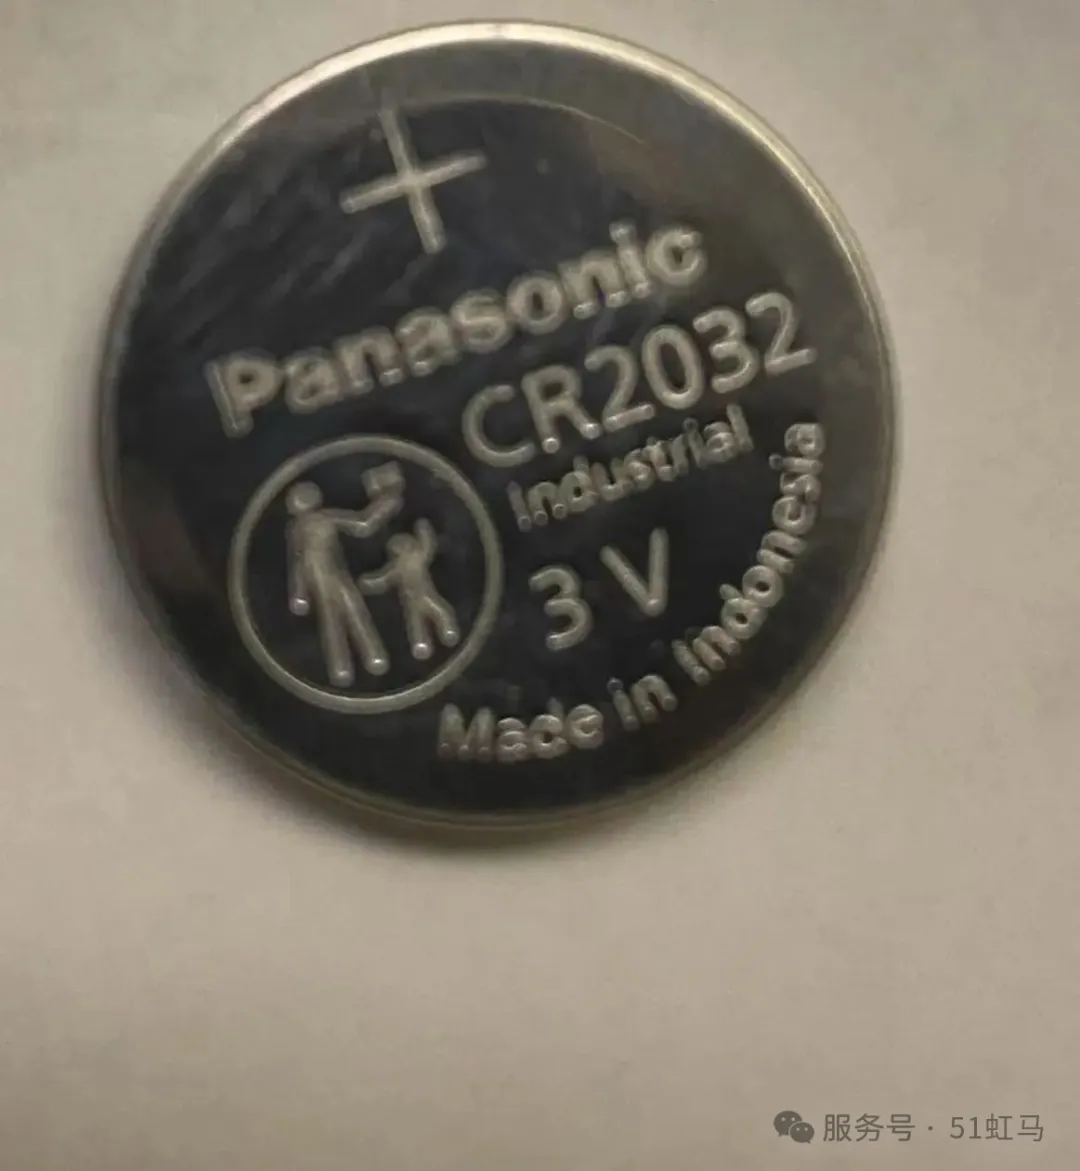 +
Panasonic
CR2032
Industrial
3 V
Made in Indonesia
服务号 · 51虹马